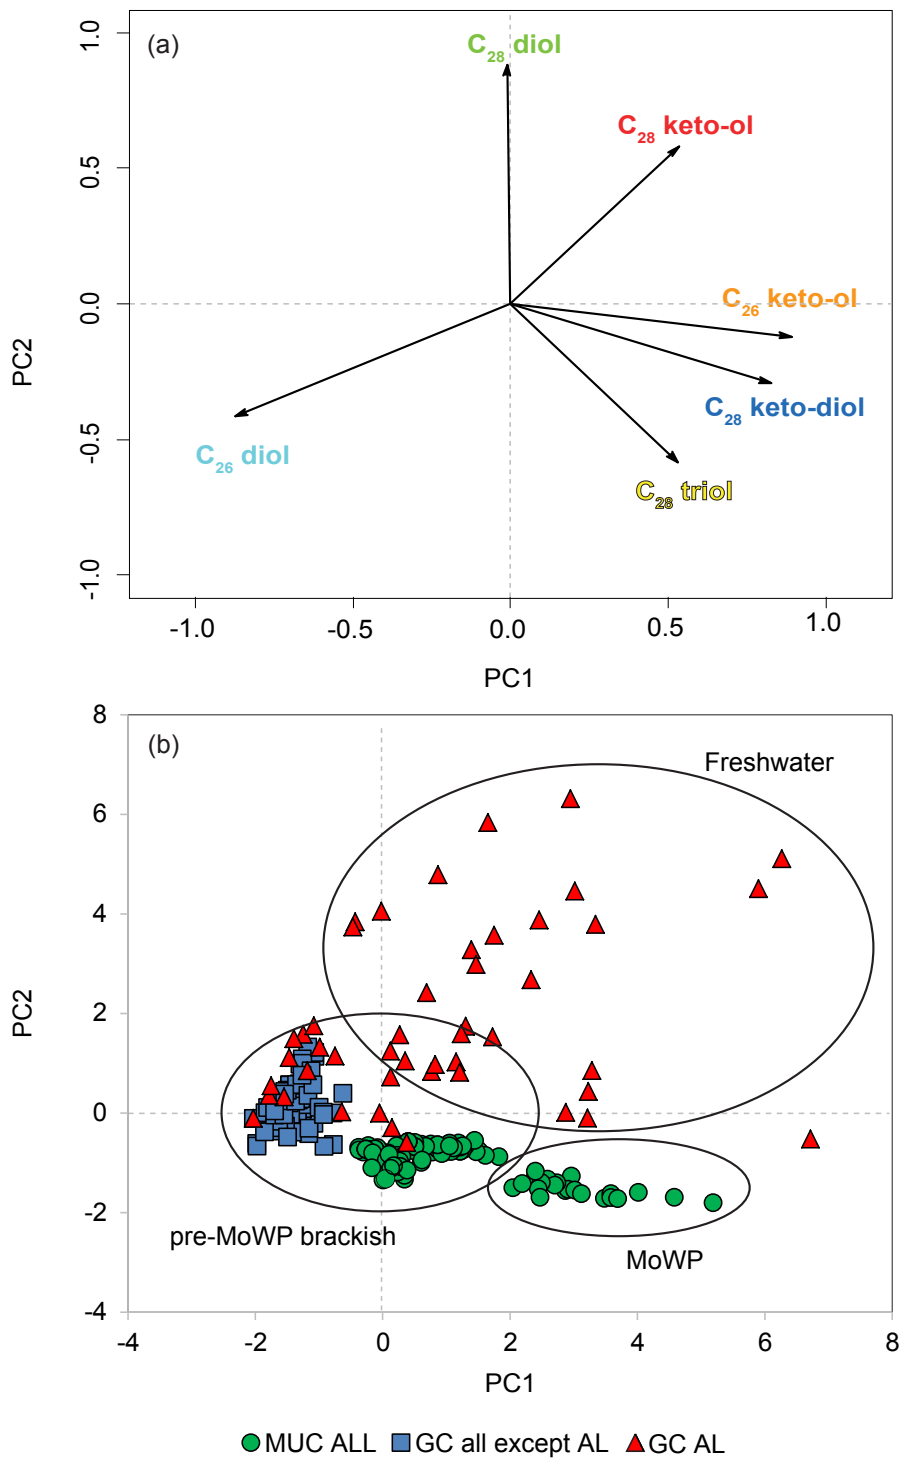 (a)
C28 diol
C28 keto-ol
C26 keto-ol
C28 keto-diol
C26 diol
C28 triol
1.0
0.5
0.0
-0.5
-1.0
PC2
-1.0 -0.5 0.0 0.5 1.0
PC1
(b)
Freshwater
pre-MoWP brackish
MoWP
8
6
4
2
0
-2
-4
PC2
-4 -2 0 2 4 6 8
PC1
MUC ALL GC all except AL GC AL